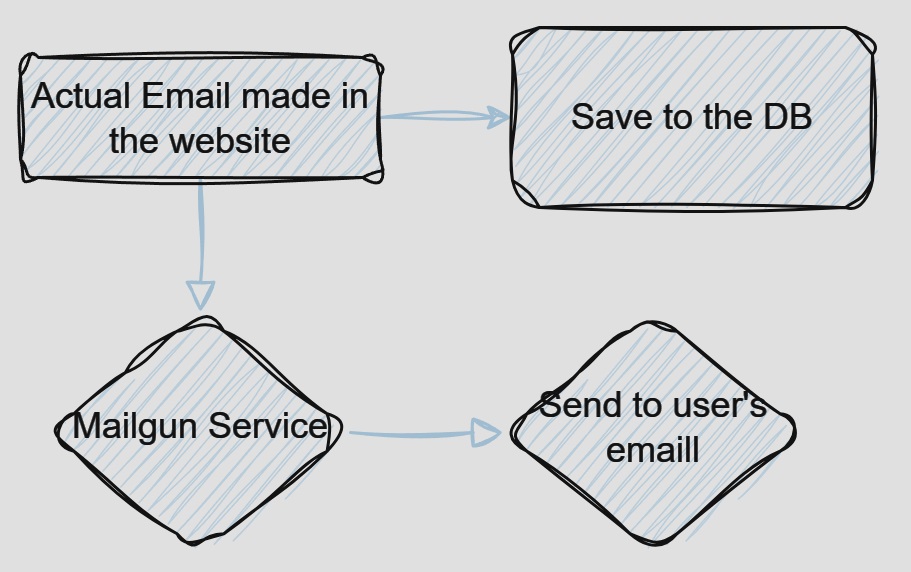 Actual Email made in
the website
Save to the DB
Mailgun Service
Send to user's
emaill